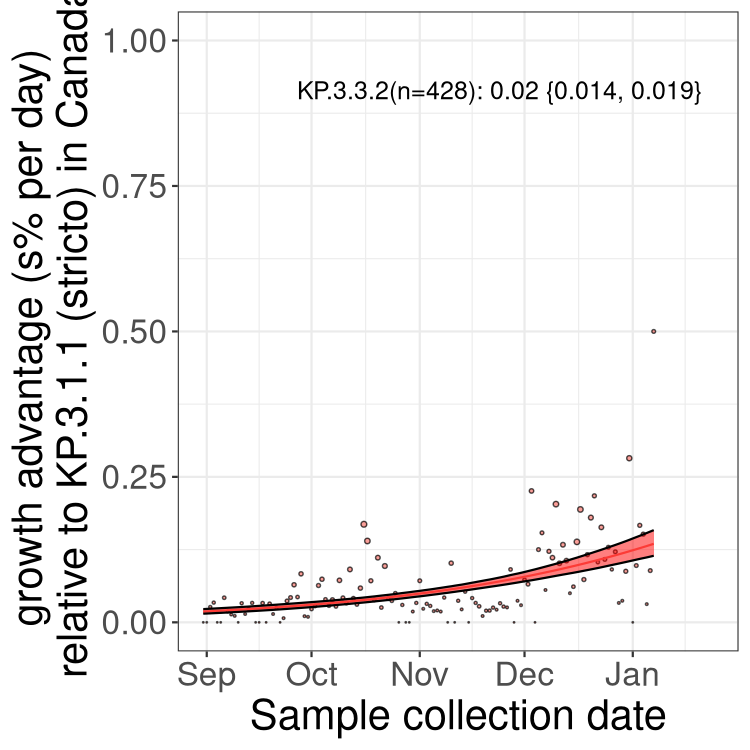 growth advantage (s% per day)
relative to KP.3.1.1 (stricto) in Canada
1.00
0.75
0.50
0.25
0.00
KP.3.3.2(n=428): 0.02 {0.014, 0.019}
Sep Oct Nov Dec Jan
Sample collection date